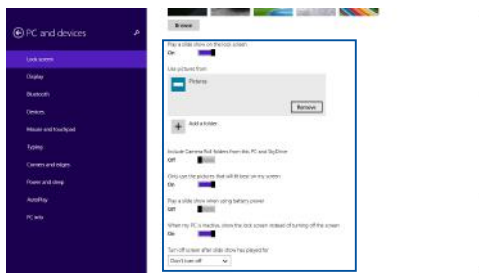 PC and devices
Lock screen
Display
Bluetooth
Devices
Mouse and touchpad
Typing
Corners and edges
Power and sleep
AutoPlay
PC info
Browse
Play a slide show on the lock screen
On
Use pictures from
Pictures
Remove
Add a folder
Include Camera Roll folders from this PC and SkyDrive
Off
Only use the pictures that will fit best on my screen
On
Play a slide show when using battery power
Off
When my PC is inactive, show the lock screen instead of turning off the screen
On
Turn off screen after slide show has played for
Don't turn off